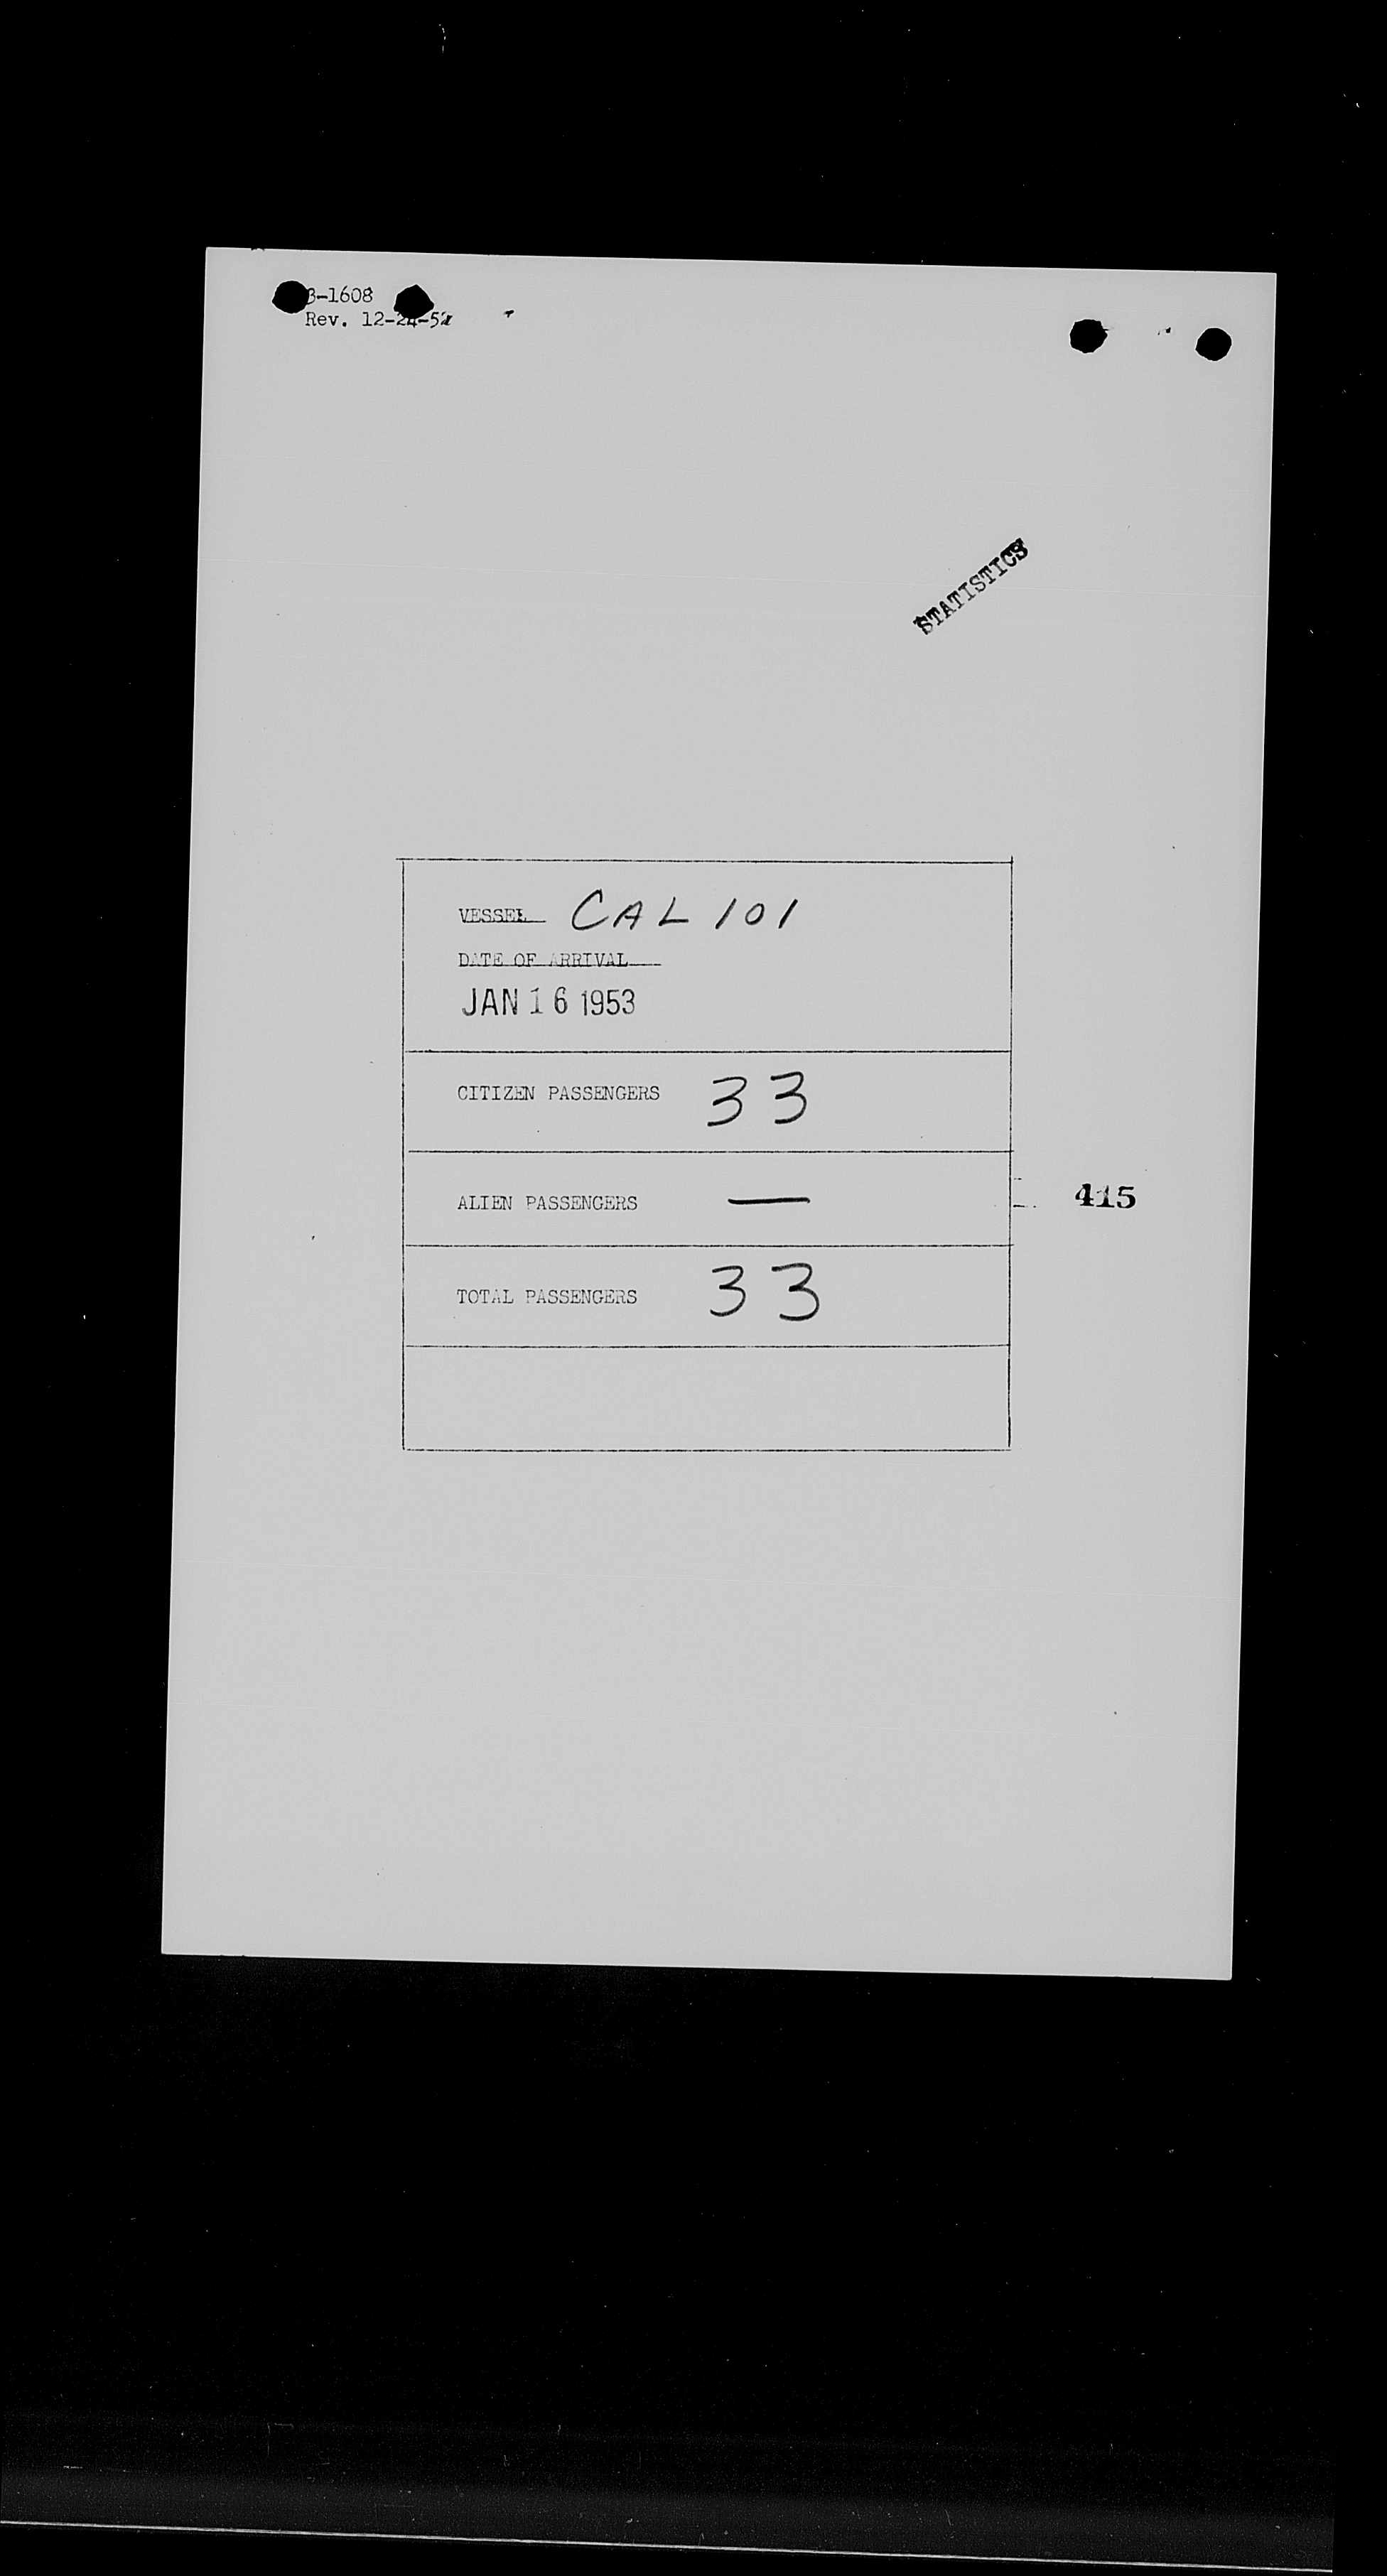 3-1608
Rev. 12-24-52
STATISTICS
VESSEL CAL 101
DATE OF ARRIVAL
JAN 16 1953
CITIZEN PASSENGERS 33
ALIEN PASSENGERS —
415
TOTAL PASSENGERS 33